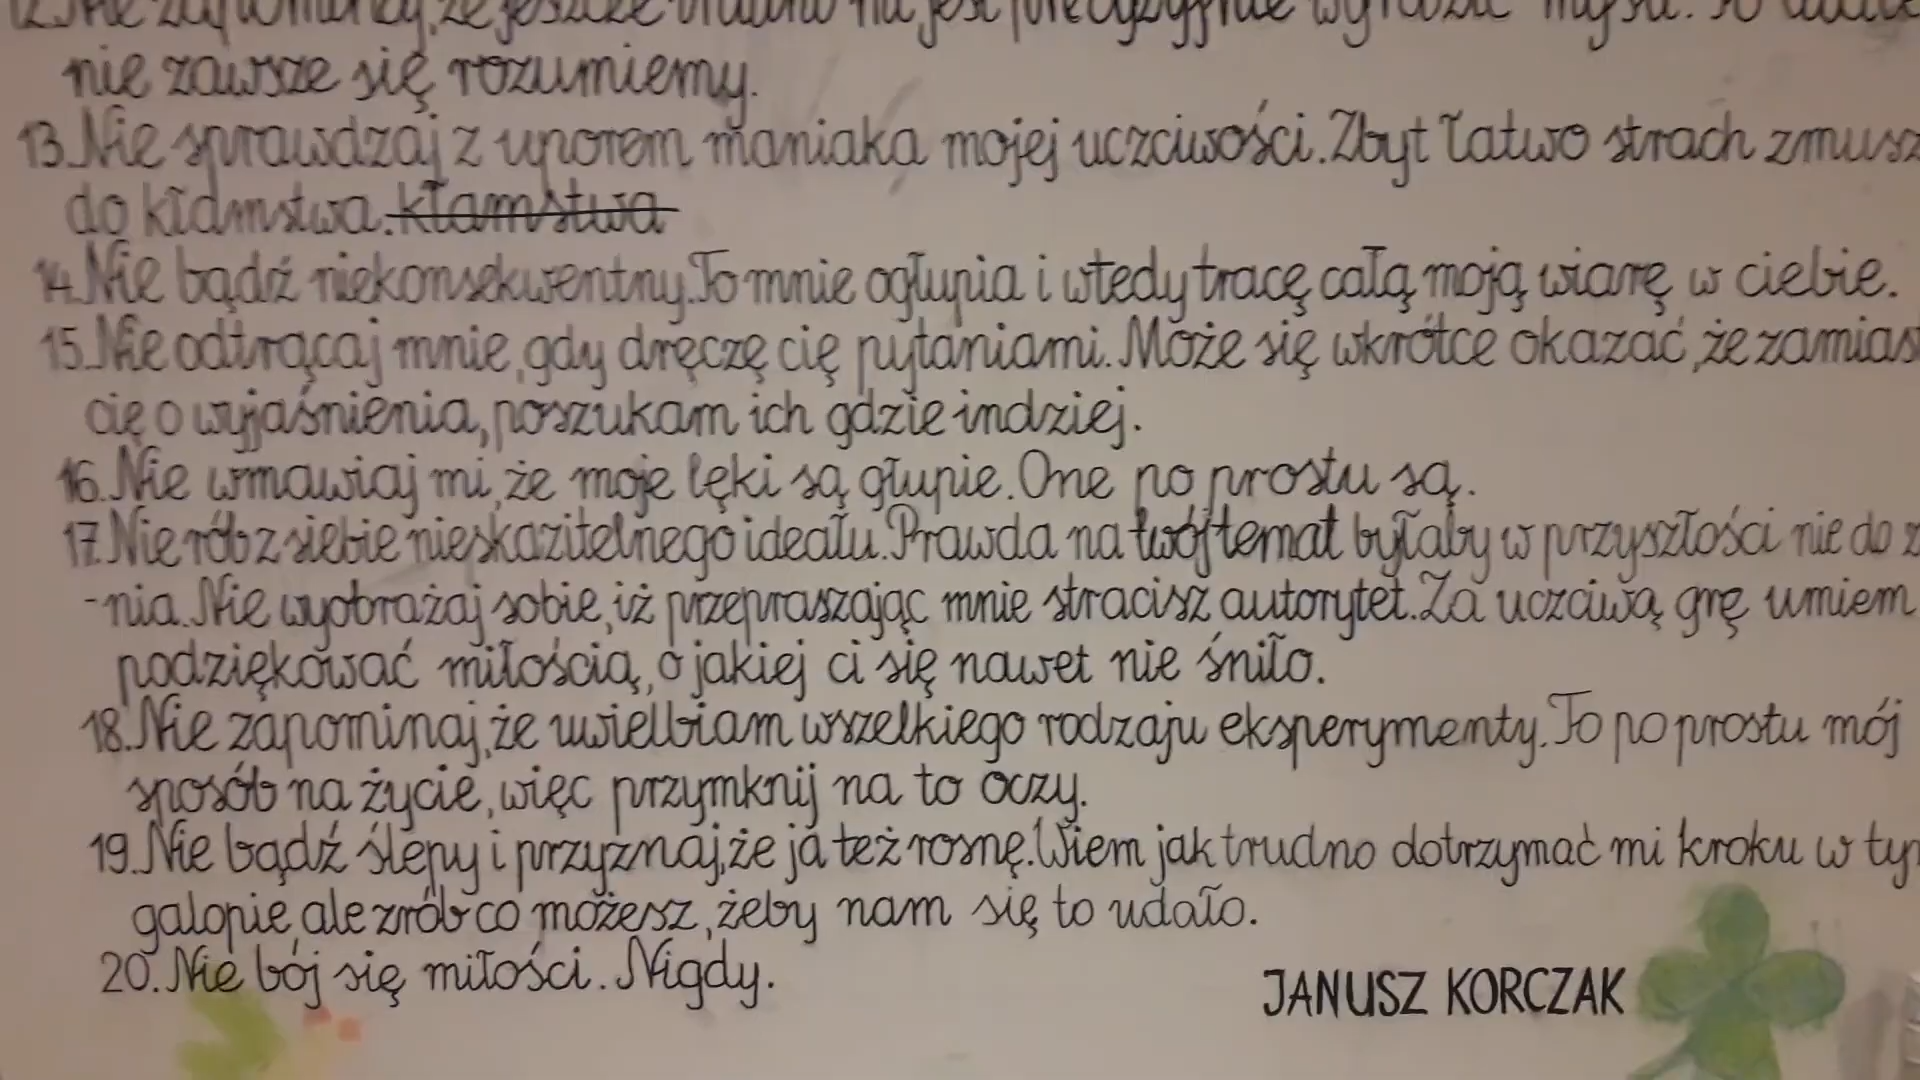 nie zawsze się rozumiemy.
13. Nie sprawdzaj z uporem maniaka mojej uczciwości. Zbyt łatwo strach zmusz
do kłamstwa. kłamstwa
14. Nie bądź niekonsekwentny. To mnie ogłupia i wtedy tracę całą moją wiarę w ciebie.
15. Nie odtrącaj mnie, gdy dręczę cię pytaniami. Może się wkrótce okazać, że zamias
cię o wyjaśnienia, poszukam ich gdzie indziej.
16. Nie wmawiaj mi, że moje lęki są głupie. One po prostu są.
17. Nie rób z siebie nieskazitelnego ideału. Prawda na twój temat byłaby w przyszłości nie do z
-nia. Nie wyobrażaj sobie, iż przepraszając mnie stracisz autorytet. Za uczciwą grę umiem
podziękować miłością, o jakiej ci się nawet nie śniło.
18. Nie zapominaj, że uwielbiam wszelkiego rodzaju eksperymenty. To po prostu mój
sposób na życie, więc przymknij na to oczy.
19. Nie bądź ślepy i przyznaj, że ja też rosnę. Wiem jak trudno dotrzymać mi kroku w ty
galopie, ale zrób co możesz, żeby nam się to udało.
20. Nie bój się miłości. Nigdy.
JANUSZ KORCZAK